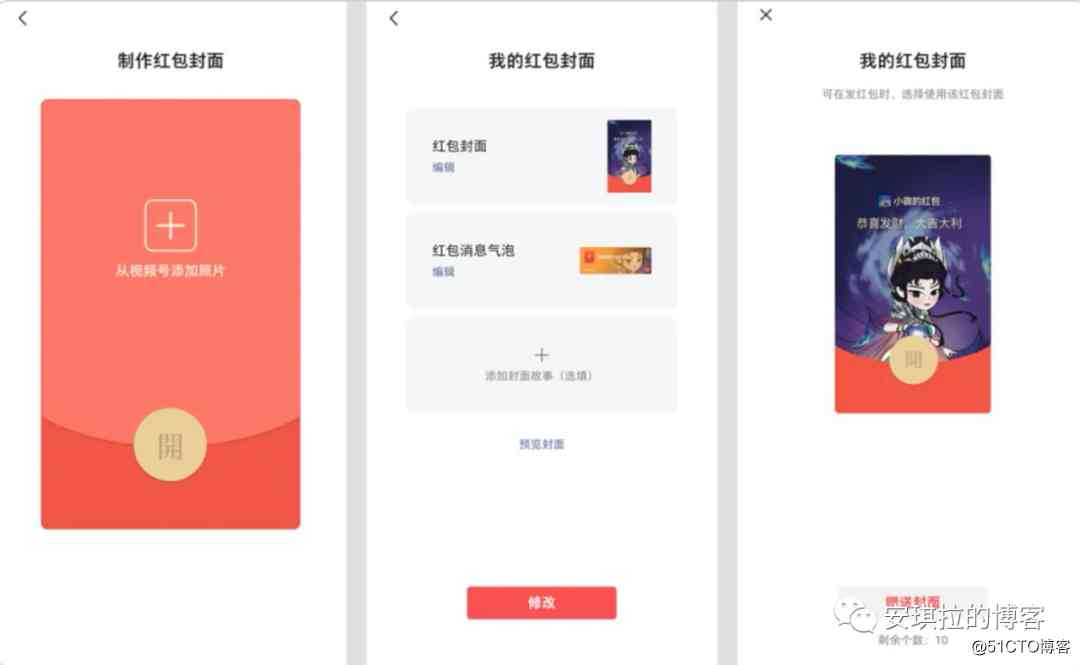 制作红包封面
从视频号添加照片
開
我的红包封面
红包封面
编辑
红包消息气泡
编辑
添加封面故事（选填）
预览封面
修改
我的红包封面
可在发红包时、选择使用该红包封面
小微的红包
恭喜发财，大吉大利
開
赠送封面
安琪拉的博客
剩余个数：10
@51CTO博客